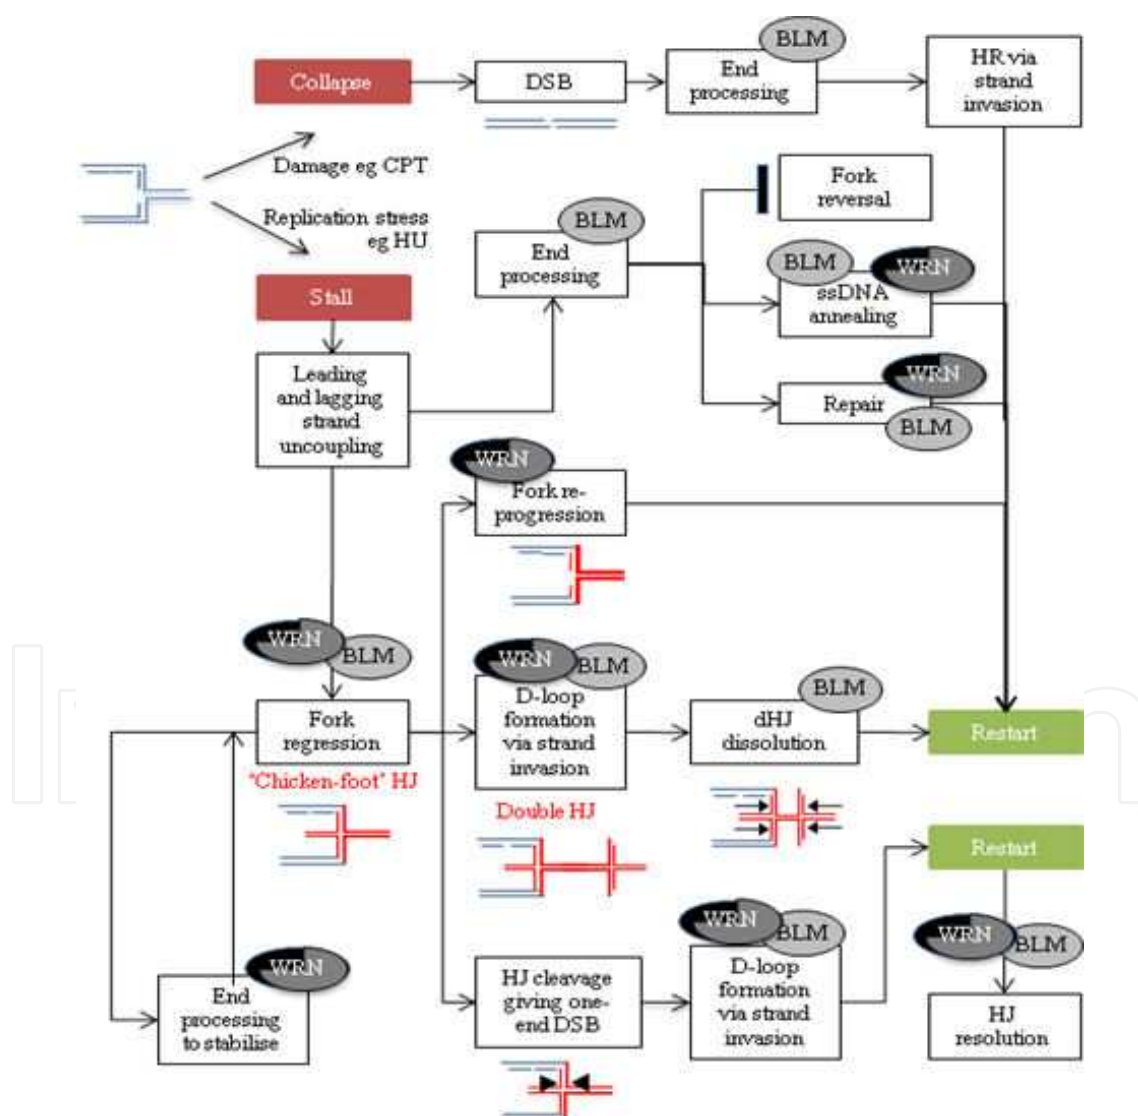 BLM
Collapse
DSB
End
processing
HR via
strand
invasion
Damage eg CPT
Replication stress
eg HU
Fork
reversal
BLM
End
processing
BLM
WRN
ssDNA
annealing
Stall
Leading
and lagging
strand
uncoupling
WRN
Repair
BLM
WRN
Fork re-
progression
WRN
BLM
Fork
regression
"Chicken-foot" HJ
WRN
BLM
D-loop
formation
via strand
invasion
Double HJ
BLM
dHJ
dissolution
Restart
Restart
WRN
End
processing
to stabilise
HJ cleavage
giving one-
end DSB
WRN
BLM
D-loop
formation
via strand
invasion
WRN
BLM
HJ
resolution